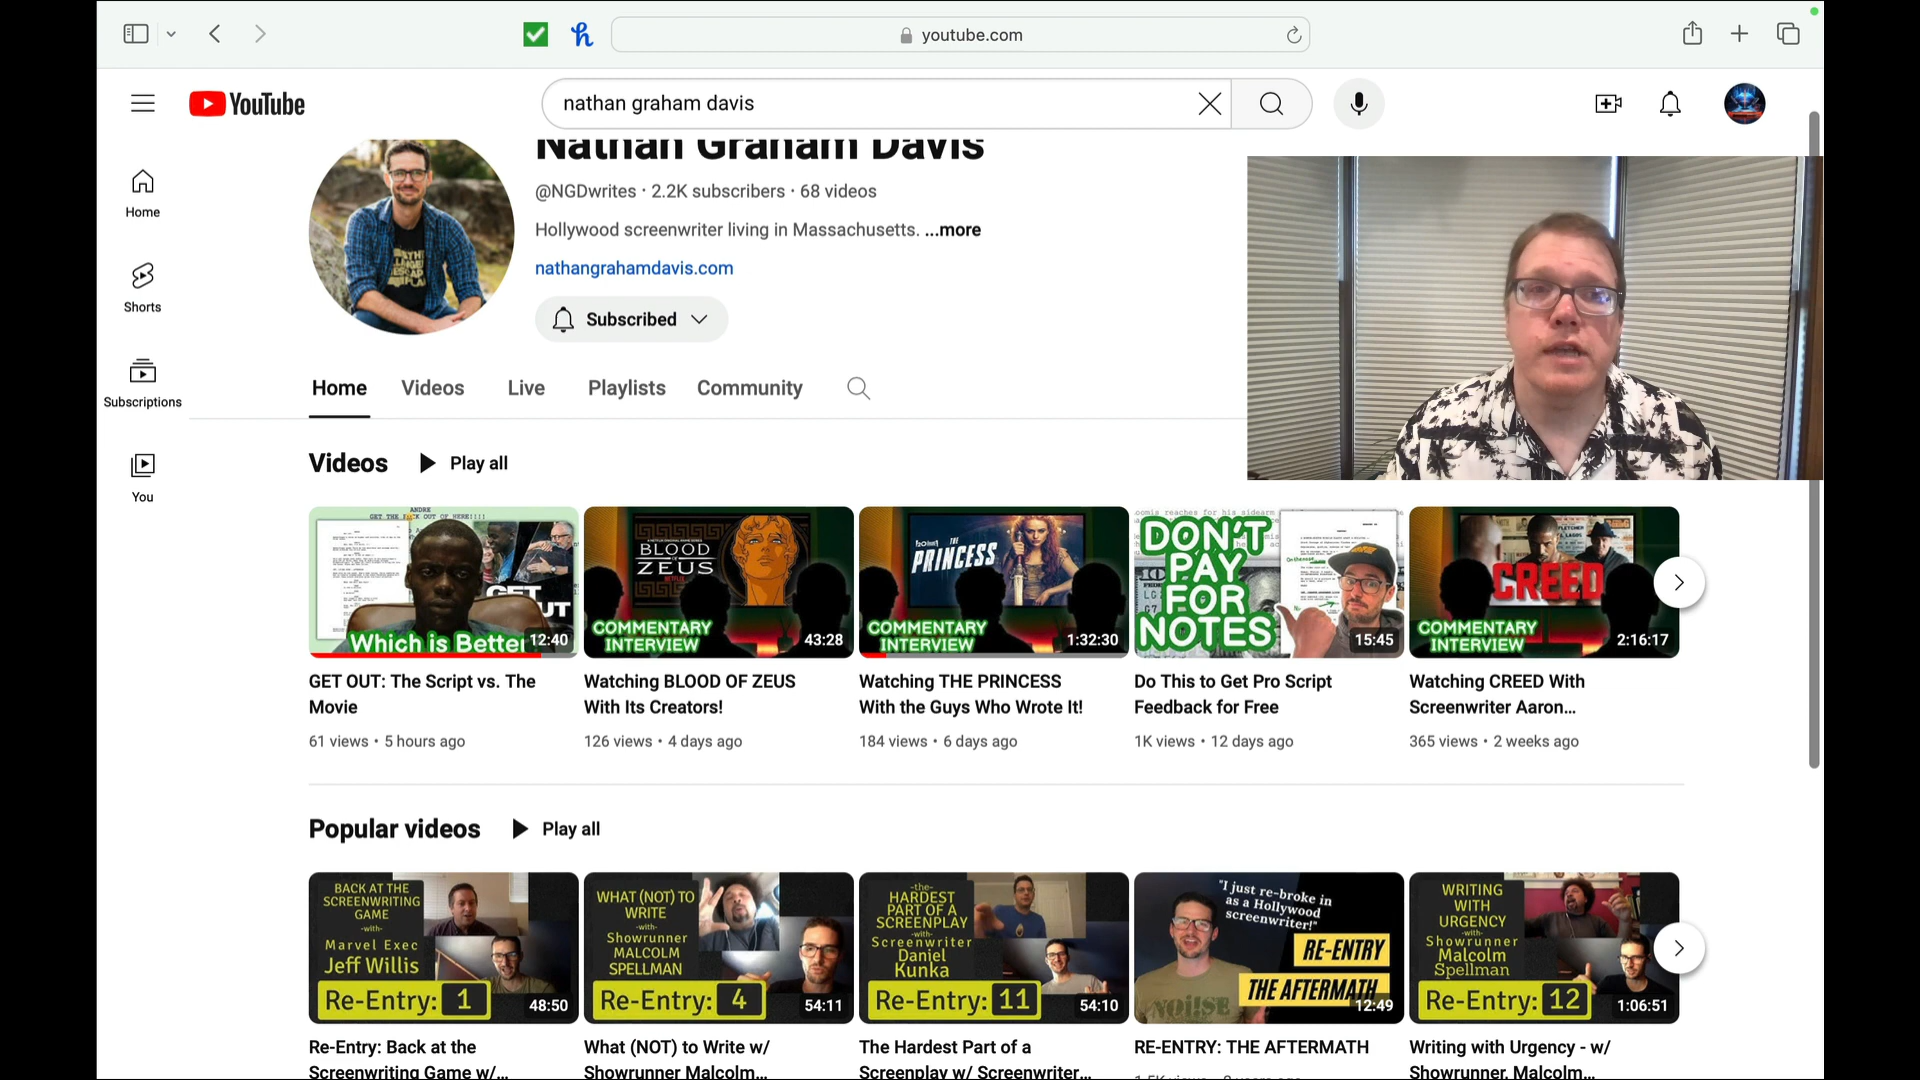 youtube.com
YouTube
nathan graham davis
Nathan Graham Davis
@NGDwrites · 2.2K subscribers · 68 videos
Hollywood screenwriter living in Massachusetts. ...more
nathangrahamdavis.com
Subscribed
Home
Shorts
Subscriptions
You
Home
Videos
Live
Playlists
Community
Videos
Play all
ANDRE
GET OUT
Which is Better
12:40
BLOOD
OF
ZEUS
NETFLIX
COMMENTARY
INTERVIEW
43:28
THE
PRINCESS
COMMENTARY
INTERVIEW
1:32:30
DON'T
PAY
FOR
NOTES
15:45
CREED
COMMENTARY
INTERVIEW
2:16:17
GET OUT: The Script vs. The
Movie
61 views · 5 hours ago
Watching BLOOD OF ZEUS
With Its Creators!
126 views · 4 days ago
Watching THE PRINCESS
With the Guys Who Wrote It!
184 views · 6 days ago
Do This to Get Pro Script
Feedback for Free
1K views · 12 days ago
Watching CREED With
Screenwriter Aaron...
365 views · 2 weeks ago
Popular videos
Play all
BACK AT THE
SCREENWRITING
GAME
-with-
Marvel Exec
Jeff Willis
Re-Entry: 1
48:50
WHAT (NOT) TO
WRITE
-with-
Showrunner
MALCOLM
SPELLMAN
Re-Entry: 4
54:11
-the-
HARDEST
PART OF A
SCREENPLAY
-with-
Screenwriter
Daniel
Kunka
Re-Entry: 11
54:10
"I just re-broke in
as a Hollywood
screenwriter!"
RE-ENTRY
THE AFTERMATH
NOIISE
12:49
WRITING
WITH
URGENCY
-with-
Showrunner
Malcolm
Spellman
Re-Entry: 12
1:06:51
Re-Entry: Back at the
Screenwriting Game w/...
What (NOT) to Write w/
Showrunner Malcolm...
The Hardest Part of a
Screenplay w/ Screenwriter...
RE-ENTRY: THE AFTERMATH
Writing with Urgency - w/
Showrunner, Malcolm...